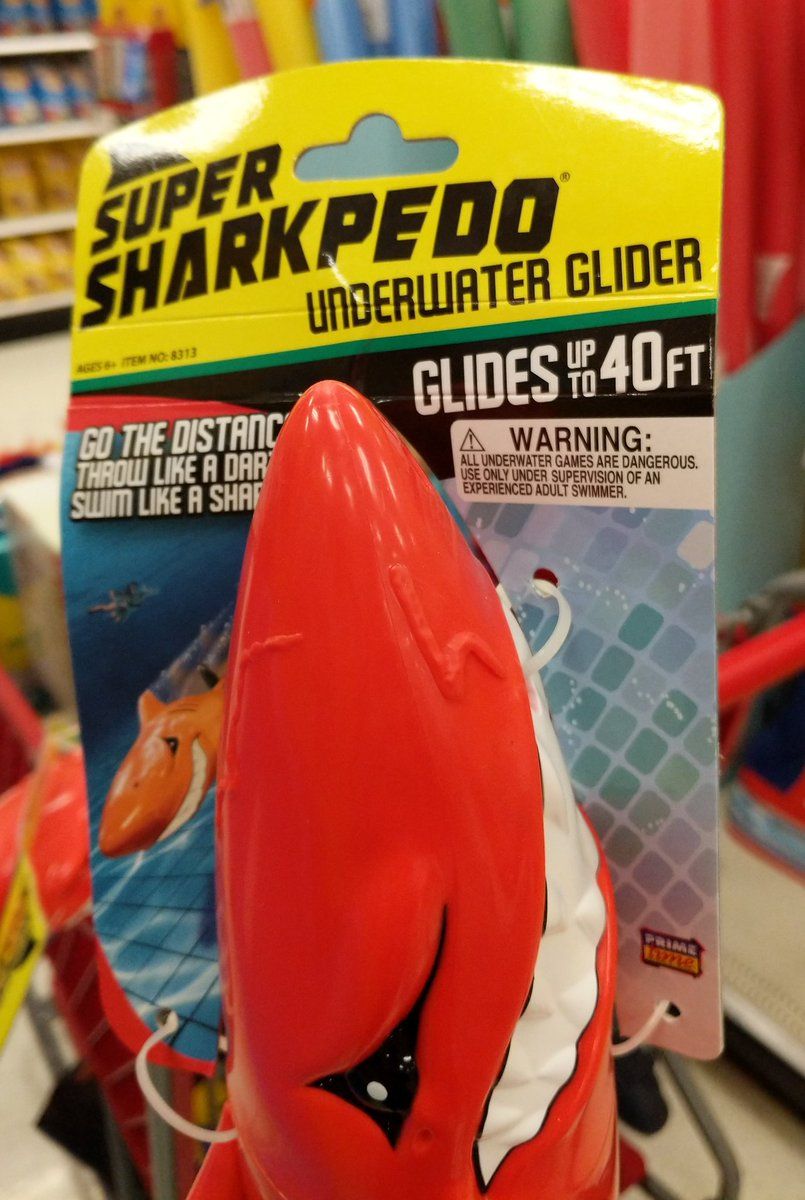 SUPER
SHARKPEDO®
UNDERWATER GLIDER
AGES 6+ ITEM NO: 8313
GLIDES UP TO 40FT
GO THE DISTANC
THROW LIKE A DAR
SWIM LIKE A SHAR
⚠ WARNING:
ALL UNDERWATER GAMES ARE DANGEROUS.
USE ONLY UNDER SUPERVISION OF AN
EXPERIENCED ADULT SWIMMER.
PRIME
time